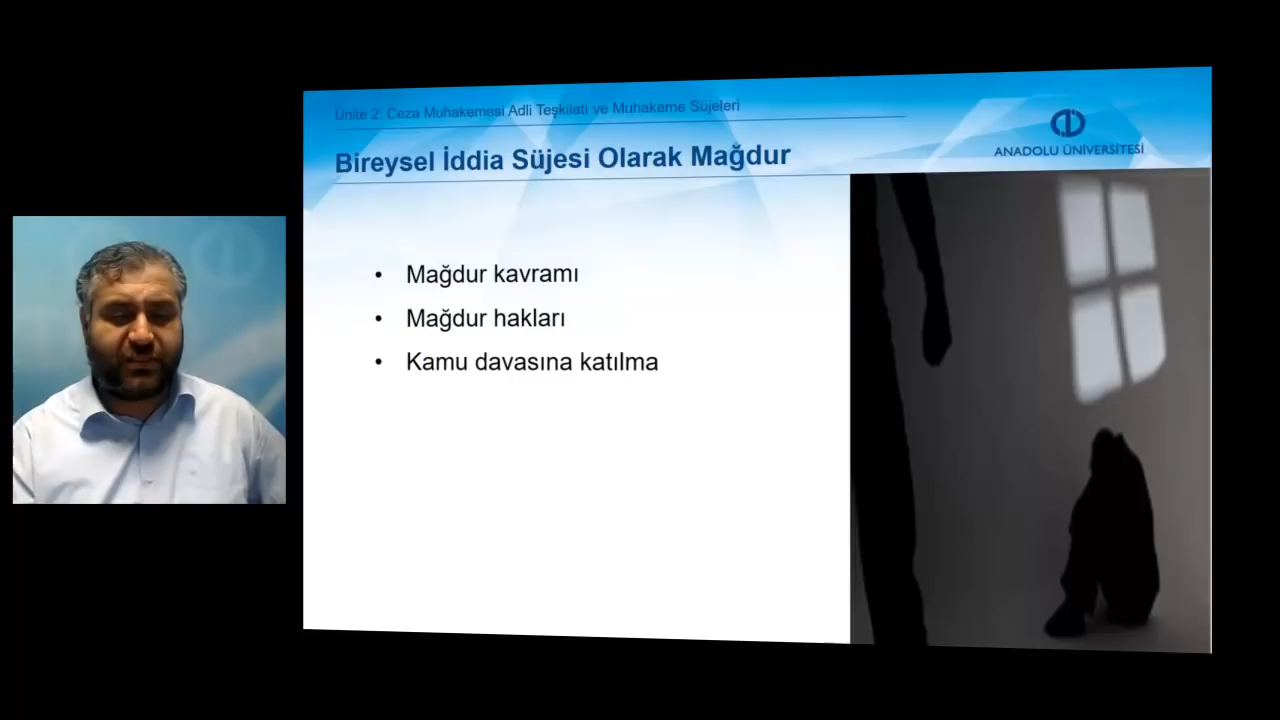 Ünite 2: Ceza Muhakemesi Adli Teşkilatı ve Muhakeme Süjeleri
Bireysel İddia Süjesi Olarak Mağdur
ANADOLU ÜNİVERSİTESİ
• Mağdur kavramı
• Mağdur hakları
• Kamu davasına katılma